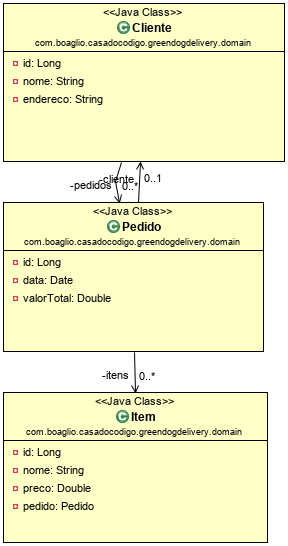 <<Java Class>>
Cliente
com.boaglio.casadocodigo.greendogdelivery.domain
id: Long
nome: String
endereco: String
-cliente 0..1
-pedidos 0..*
<<Java Class>>
Pedido
com.boaglio.casadocodigo.greendogdelivery.domain
id: Long
data: Date
valorTotal: Double
-itens 0..*
<<Java Class>>
Item
com.boaglio.casadocodigo.greendogdelivery.domain
id: Long
nome: String
preco: Double
pedido: Pedido